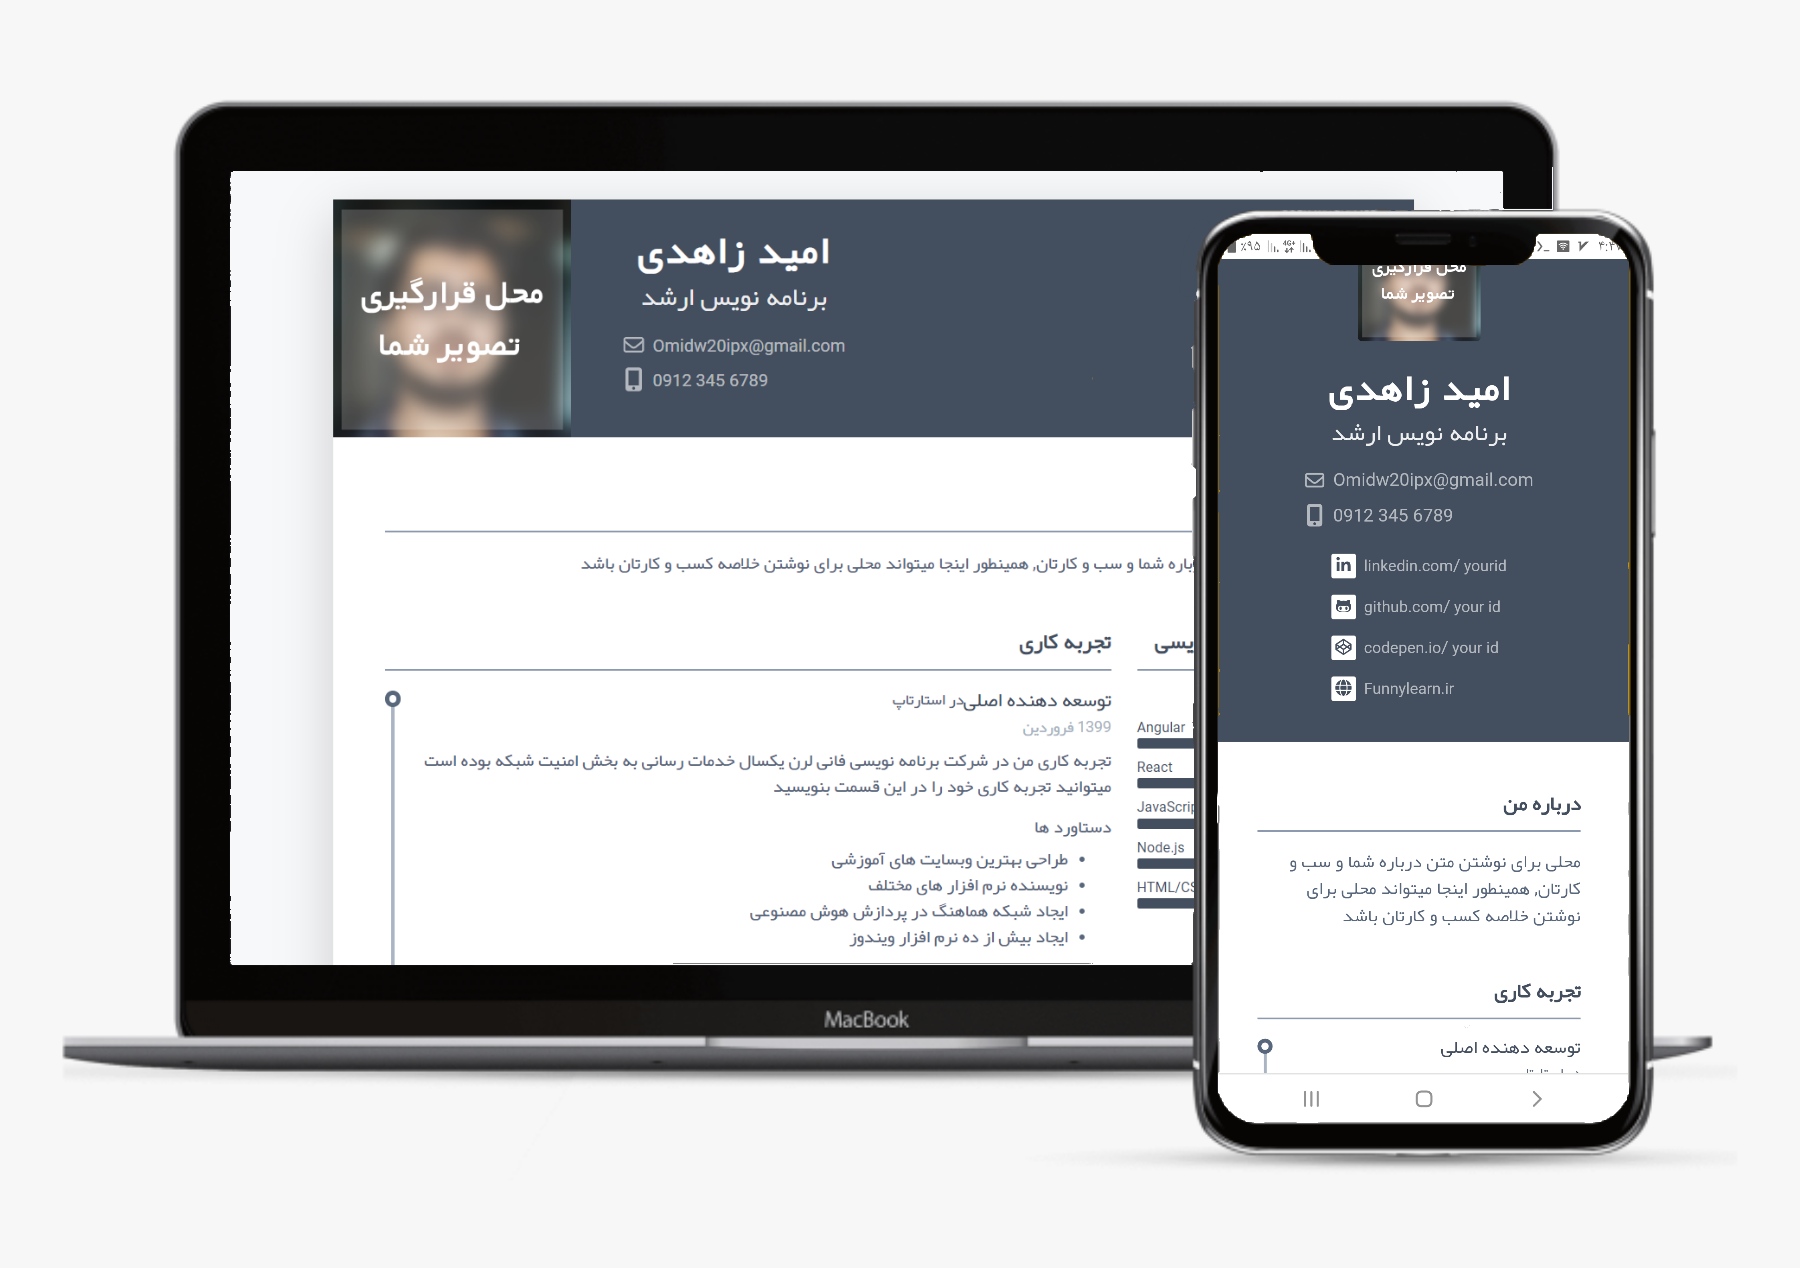 محل قرارگیری
تصویر شما
امید زاهدی
برنامه نویس ارشد
Omidw20ipx@gmail.com
0912 345 6789
باره شما و سب و کارتان, همینطور اینجا میتواند محلی برای نوشتن خلاصه کسب و کارتان باشد
تجربه کاری
توسعه دهنده اصلیدر استارتاپ
1399 فروردین
تجربه کاری من در شرکت برنامه نویسی فانی لرن یکسال خدمات رسانی به بخش امنیت شبکه بوده است
میتوانید تجربه کاری خود را در این قسمت بنویسید
دستاورد ها
• طراحی بهترین وبسایت های آموزشی
• نویسنده نرم افزار های مختلف
• ایجاد شبکه هماهنگ در پردازش هوش مصنوعی
• ایجاد بیش از ده نرم افزار ویندوز
یسی
Angular
React
JavaScrip
Node.js
HTML/CS
MacBook
٪۹۵ 4G+
۴:۴۷
محل قرارگیری
تصویر شما
امید زاهدی
برنامه نویس ارشد
Omidw20ipx@gmail.com
0912 345 6789
linkedin.com/ yourid
github.com/ your id
codepen.io/ your id
Funnylearn.ir
درباره من
محلی برای نوشتن متن درباره شما و سب و
کارتان, همینطور اینجا میتواند محلی برای
نوشتن خلاصه کسب و کارتان باشد
تجربه کاری
توسعه دهنده اصلی